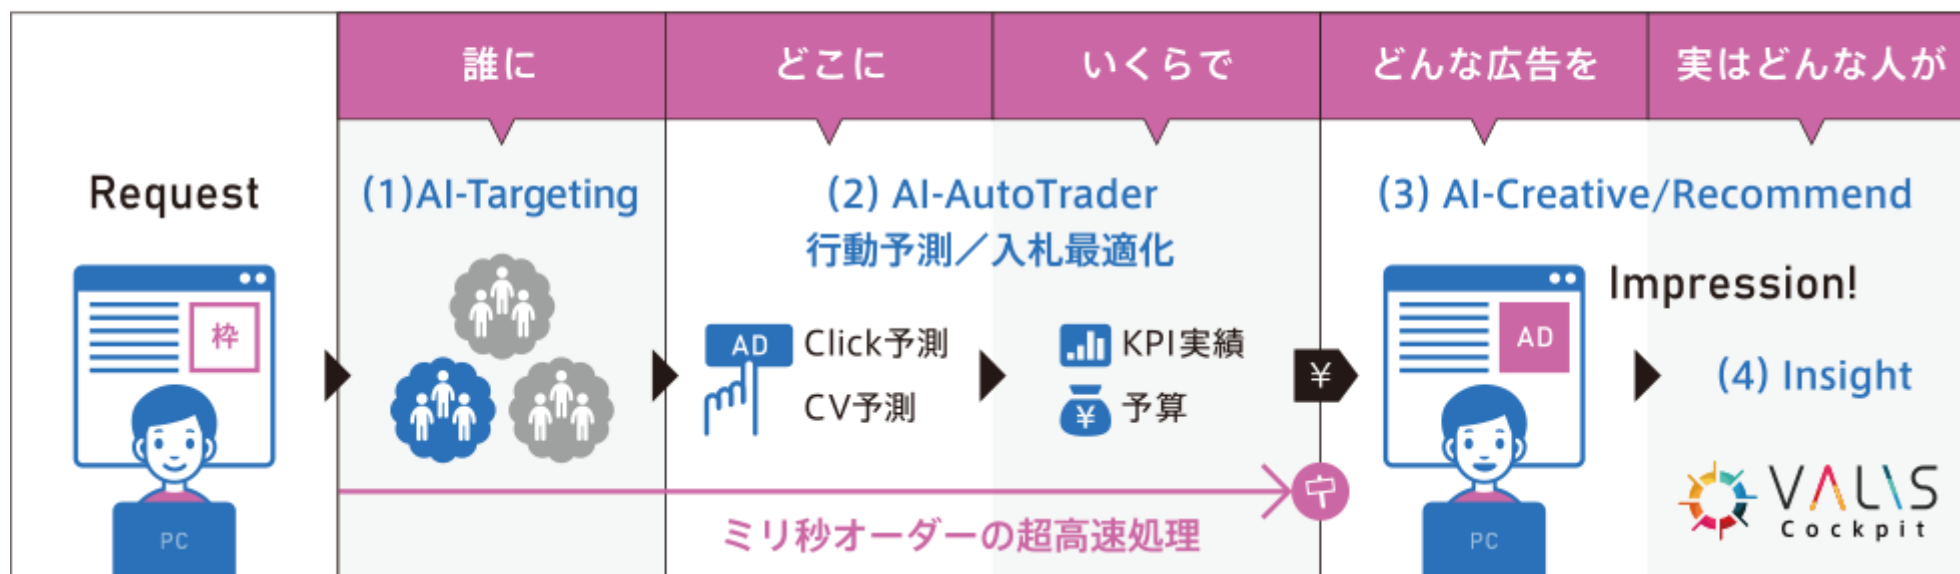 誰に
どこに
いくらで
どんな広告を
実はどんな人が
Request
枠
PC
(1)AI-Targeting
(2) AI-AutoTrader
行動予測／入札最適化
AD
Click予測
CV予測
KPI実績
¥
予算
¥
ミリ秒オーダーの超高速処理
(3) AI-Creative/Recommend
Impression!
AD
PC
(4) Insight
VALIS
Cockpit